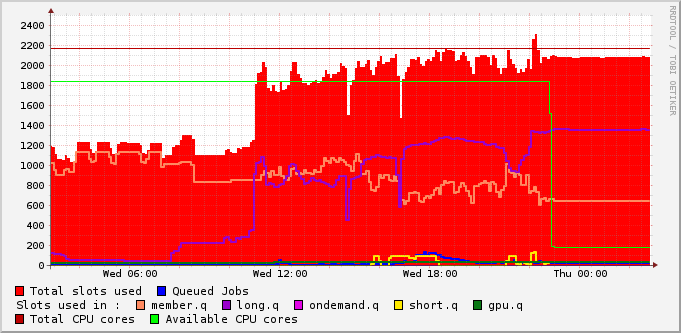 2400
2200
2000
1800
1600
1400
1200
1000
800
600
400
200
0
Wed 06:00 Wed 12:00 Wed 18:00 Thu 00:00
RRDTOOL / TOBI OETIKER
Total slots used Queued Jobs
Slots used in : member.q long.q ondemand.q short.q gpu.q
Total CPU cores Available CPU cores